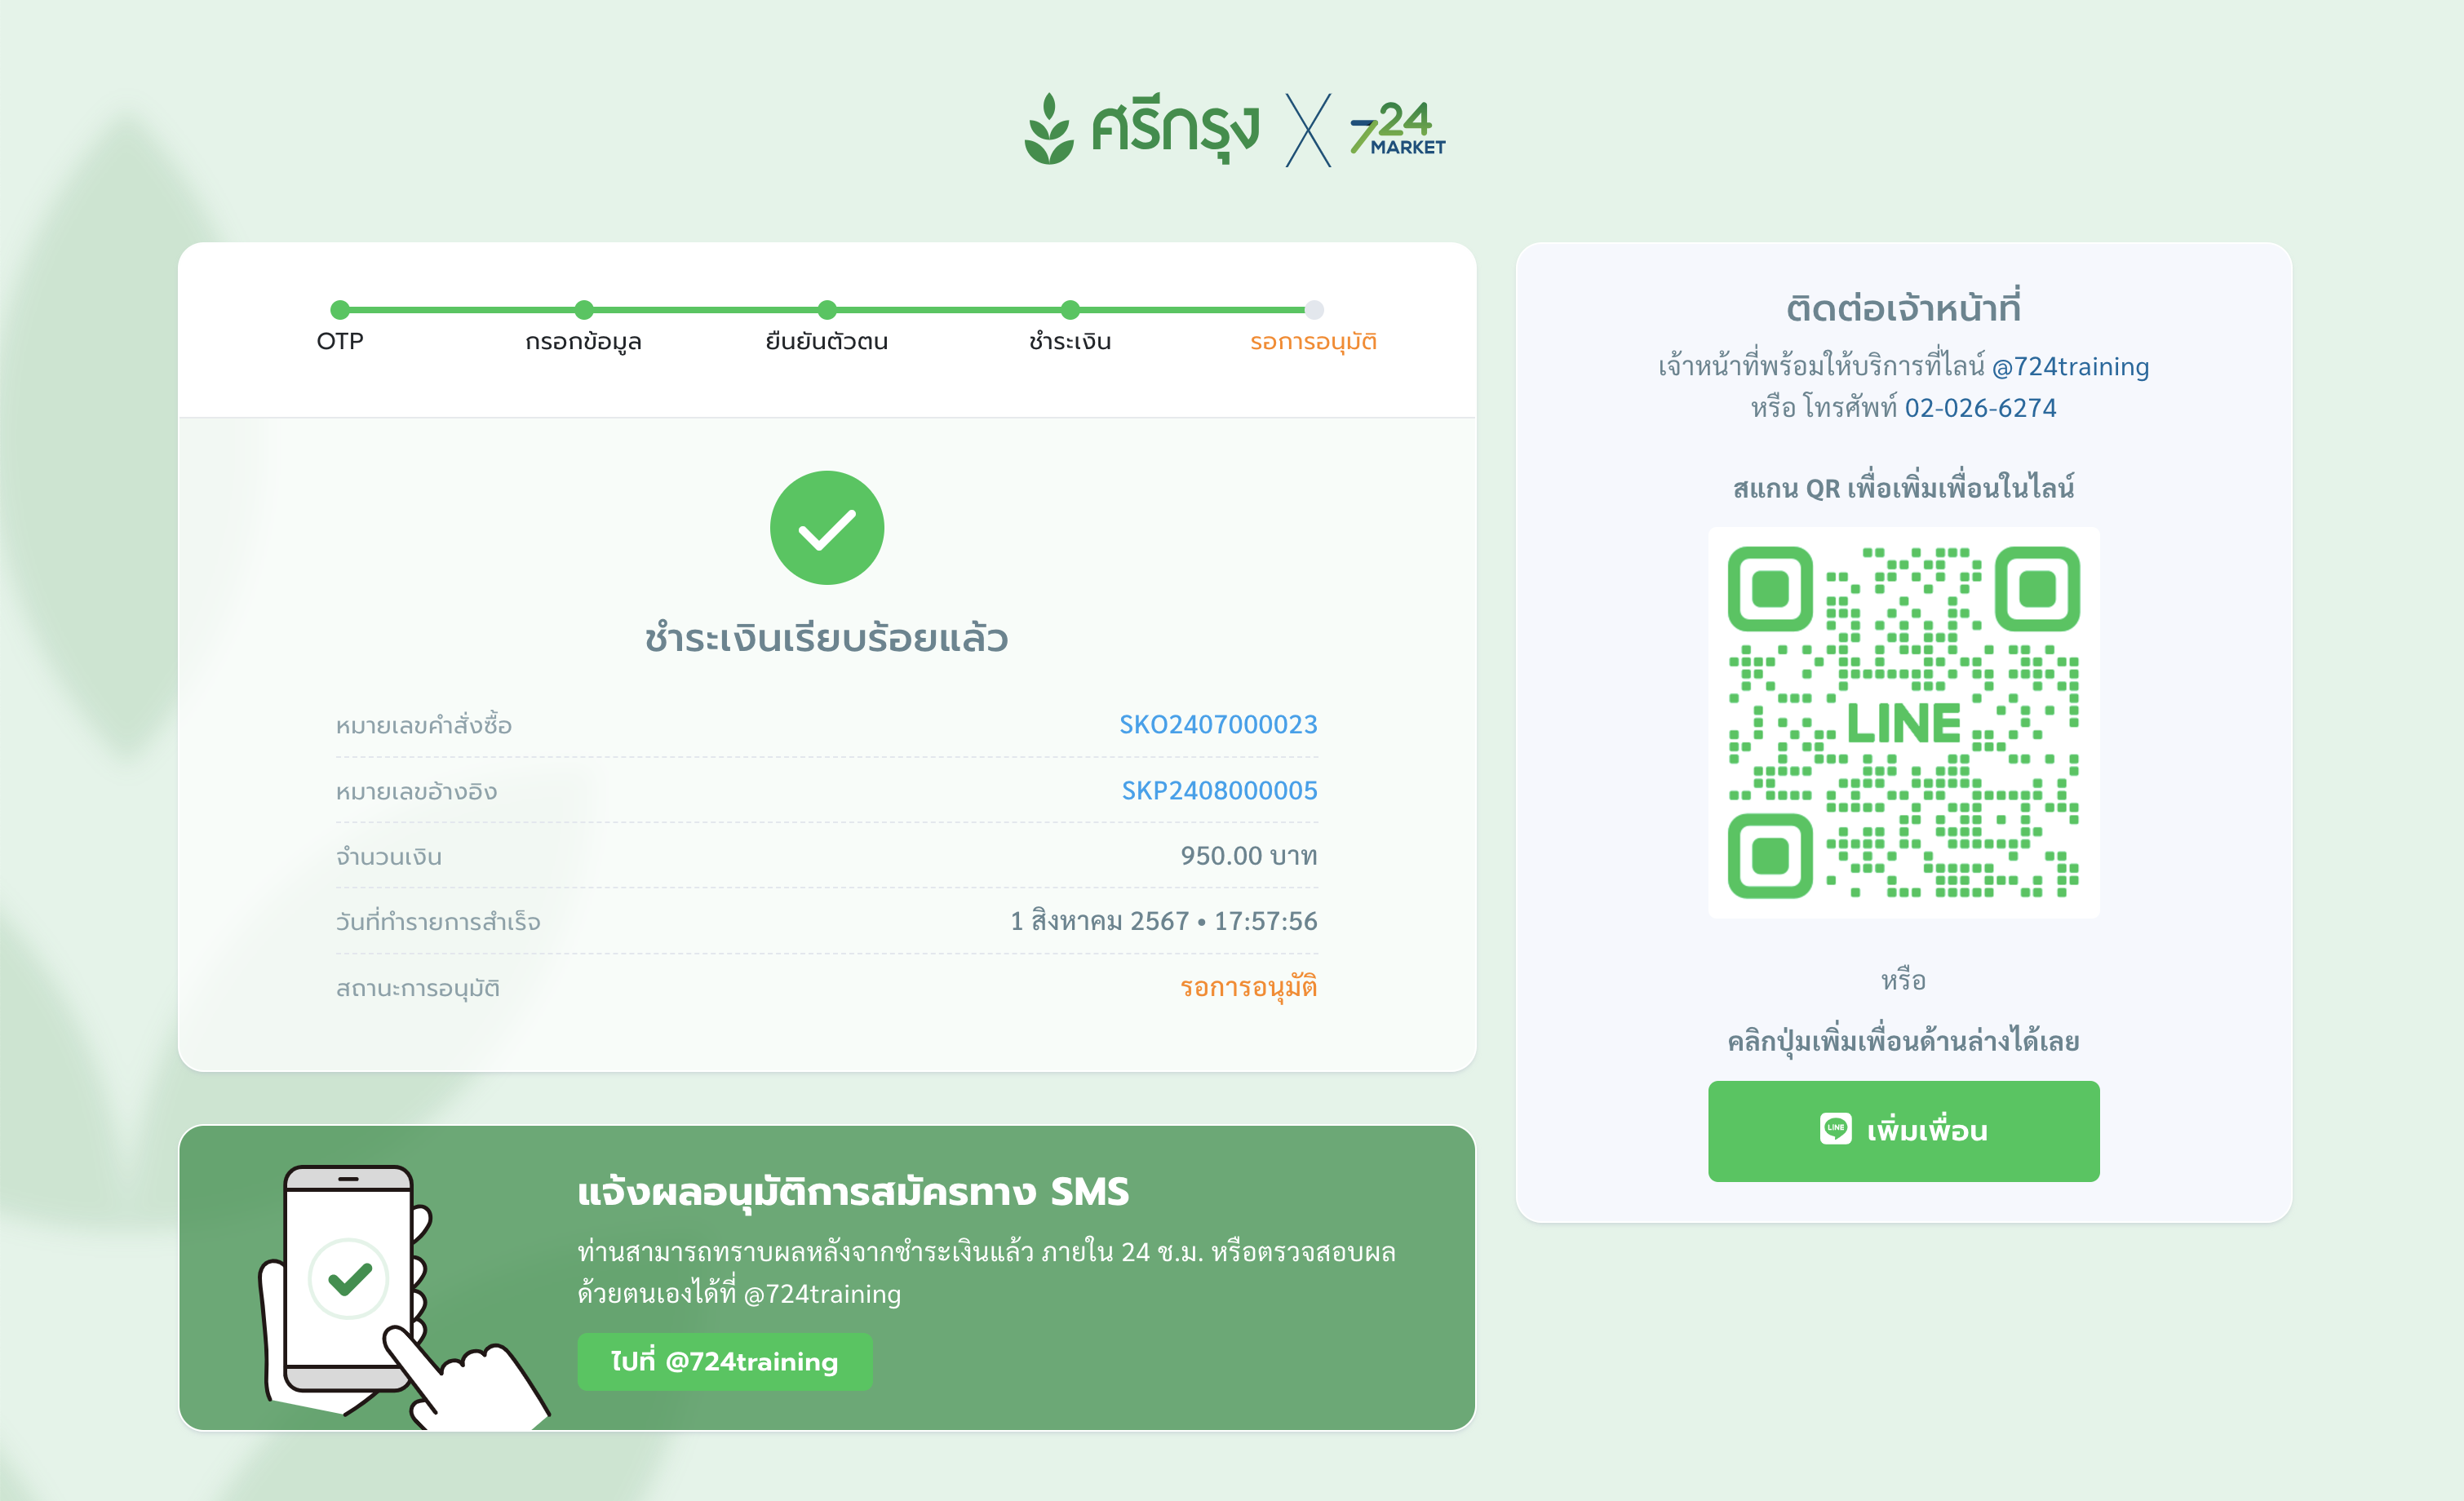 ศรีกรุง
724
MARKET
OTP
กรอกข้อมูล
ยืนยันตัวตน
ชำระเงิน
รอการอนุมัติ
ชำระเงินเรียบร้อยแล้ว
หมายเลขคำสั่งซื้อ SKO2407000023
หมายเลขอ้างอิง SKP2408000005
จำนวนเงิน 950.00 บาท
วันที่ทำรายการสำเร็จ 1 สิงหาคม 2567 • 17:57:56
สถานะการอนุมัติ รอการอนุมัติ
แจ้งผลอนุมัติการสมัครทาง SMS
ท่านสามารถทราบผลหลังจากชำระเงินแล้ว ภายใน 24 ช.ม. หรือตรวจสอบผล
ด้วยตนเองได้ที่ @724training
ไปที่ @724training
ติดต่อเจ้าหน้าที่
เจ้าหน้าที่พร้อมให้บริการที่ไลน์ @724training
หรือ โทรศัพท์ 02-026-6274
สแกน QR เพื่อเพิ่มเพื่อนในไลน์
LINE
หรือ
คลิกปุ่มเพิ่มเพื่อนด้านล่างได้เลย
LINE เพิ่มเพื่อน